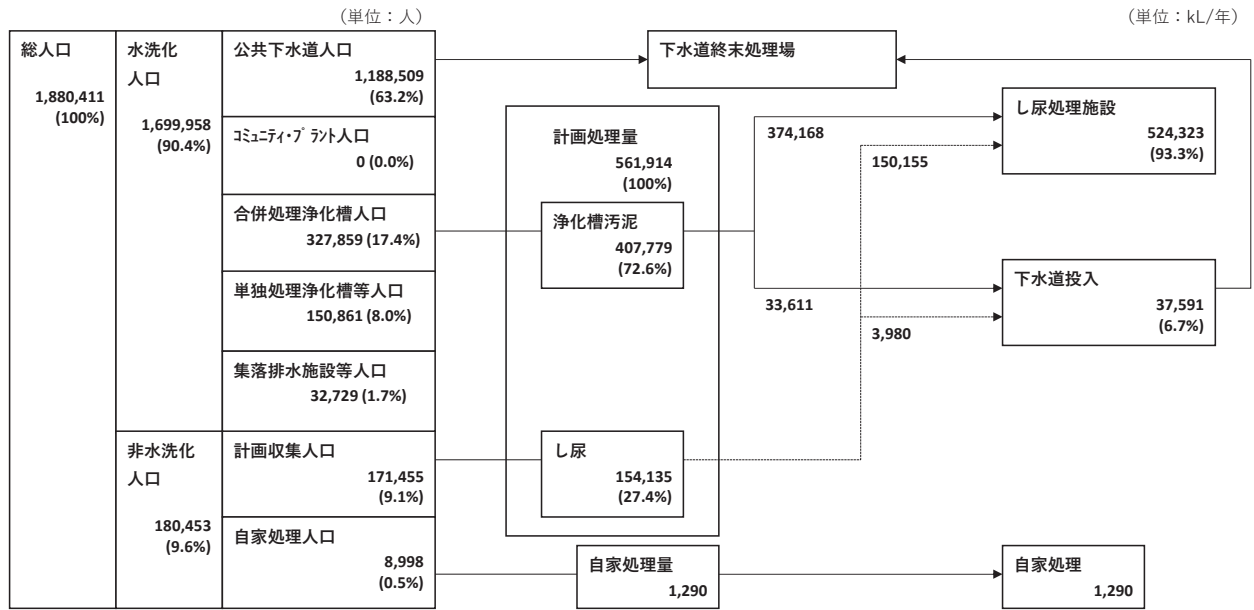 （単位：人）
（単位：kL/年）
総人口
1,880,411
(100%)
水洗化
人口
1,699,958
(90.4%)
公共下水道人口
1,188,509
(63.2%)
ｺﾐｭﾆﾃｨ・ﾌﾟﾗﾝﾄ人口
0 (0.0%)
合併処理浄化槽人口
327,859 (17.4%)
単独処理浄化槽等人口
150,861 (8.0%)
集落排水施設等人口
32,729 (1.7%)
非水洗化
人口
180,453
(9.6%)
計画収集人口
171,455
(9.1%)
自家処理人口
8,998
(0.5%)
下水道終末処理場
計画処理量
561,914
(100%)
浄化槽汚泥
407,779
(72.6%)
し尿
154,135
(27.4%)
自家処理量
1,290
374,168
150,155
33,611
3,980
し尿処理施設
524,323
(93.3%)
下水道投入
37,591
(6.7%)
自家処理
1,290